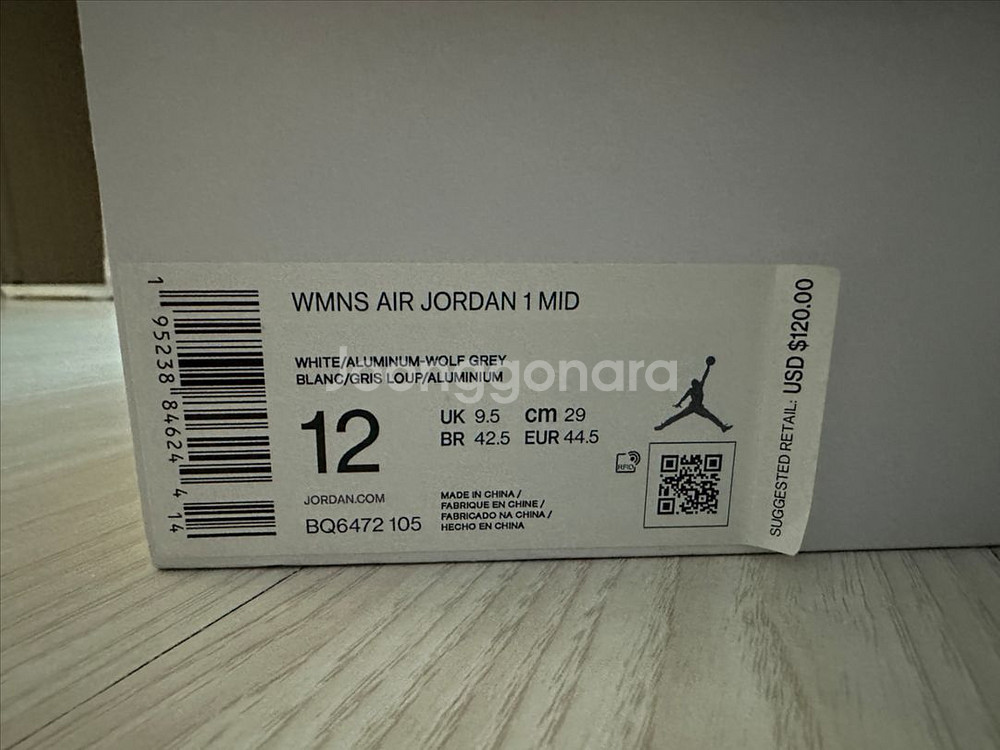 WMNS AIR JORDAN 1 MID
WHITE/ALUMINUM-WOLF GREY
BLANC/GRIS LOUP/ALUMINIUM
Joonggonara
12
UK 9.5 cm 29
BR 42.5 EUR 44.5
RFID
JORDAN.COM
BQ6472 105
MADE IN CHINA /
FABRIQUE EN CHINE /
FABRICADO NA CHINA /
HECHO EN CHINA
SUGGESTED RETAIL: USD $120.00
1 95238 84624 4 14